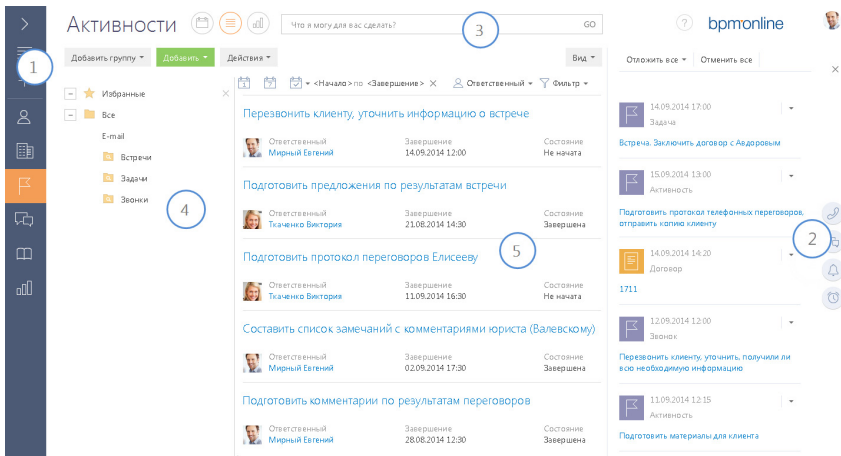 Активности
Что я могу для вас сделать?
GO
?
bpmonline
Добавить группу
Добавить
Действия
Вид
Отложить все
Отменить все
1
2
3
4
5
Избранные
Все
E-mail
Встречи
Задачи
Звонки
1
7
<Начало> по <Завершение>
Ответственный
Фильтр
Перезвонить клиенту, уточнить информацию о встрече
Ответственный Завершение Состояние
Мирный Евгений 14.09.2014 12:00 Не начата
Подготовить предложения по результатам встречи
Ответственный Завершение Состояние
Ткаченко Виктория 21.08.2014 14:30 Завершена
Подготовить протокол переговоров Елисееву
Ответственный Завершение Состояние
Ткаченко Виктория 11.09.2014 16:30 Не начата
Составить список замечаний с комментариями юриста (Валевскому)
Ответственный Завершение Состояние
Мирный Евгений 02.09.2014 17:30 Завершена
Подготовить комментарии по результатам переговоров
Ответственный Завершение Состояние
Мирный Евгений 28.08.2014 12:30 Завершена
14.09.2014 17:00
Задача
Встреча. Заключить договор с Авдоровым
15.09.2014 13:00
Активность
Подготовить протокол телефонных переговоров,
отправить копию клиенту
14.09.2014 14:20
Договор
1711
12.09.2014 12:00
Звонок
Перезвонить клиенту, уточнить, получили ли
всю необходимую информацию
11.09.2014 12:15
Активность
Подготовить материалы для клиента